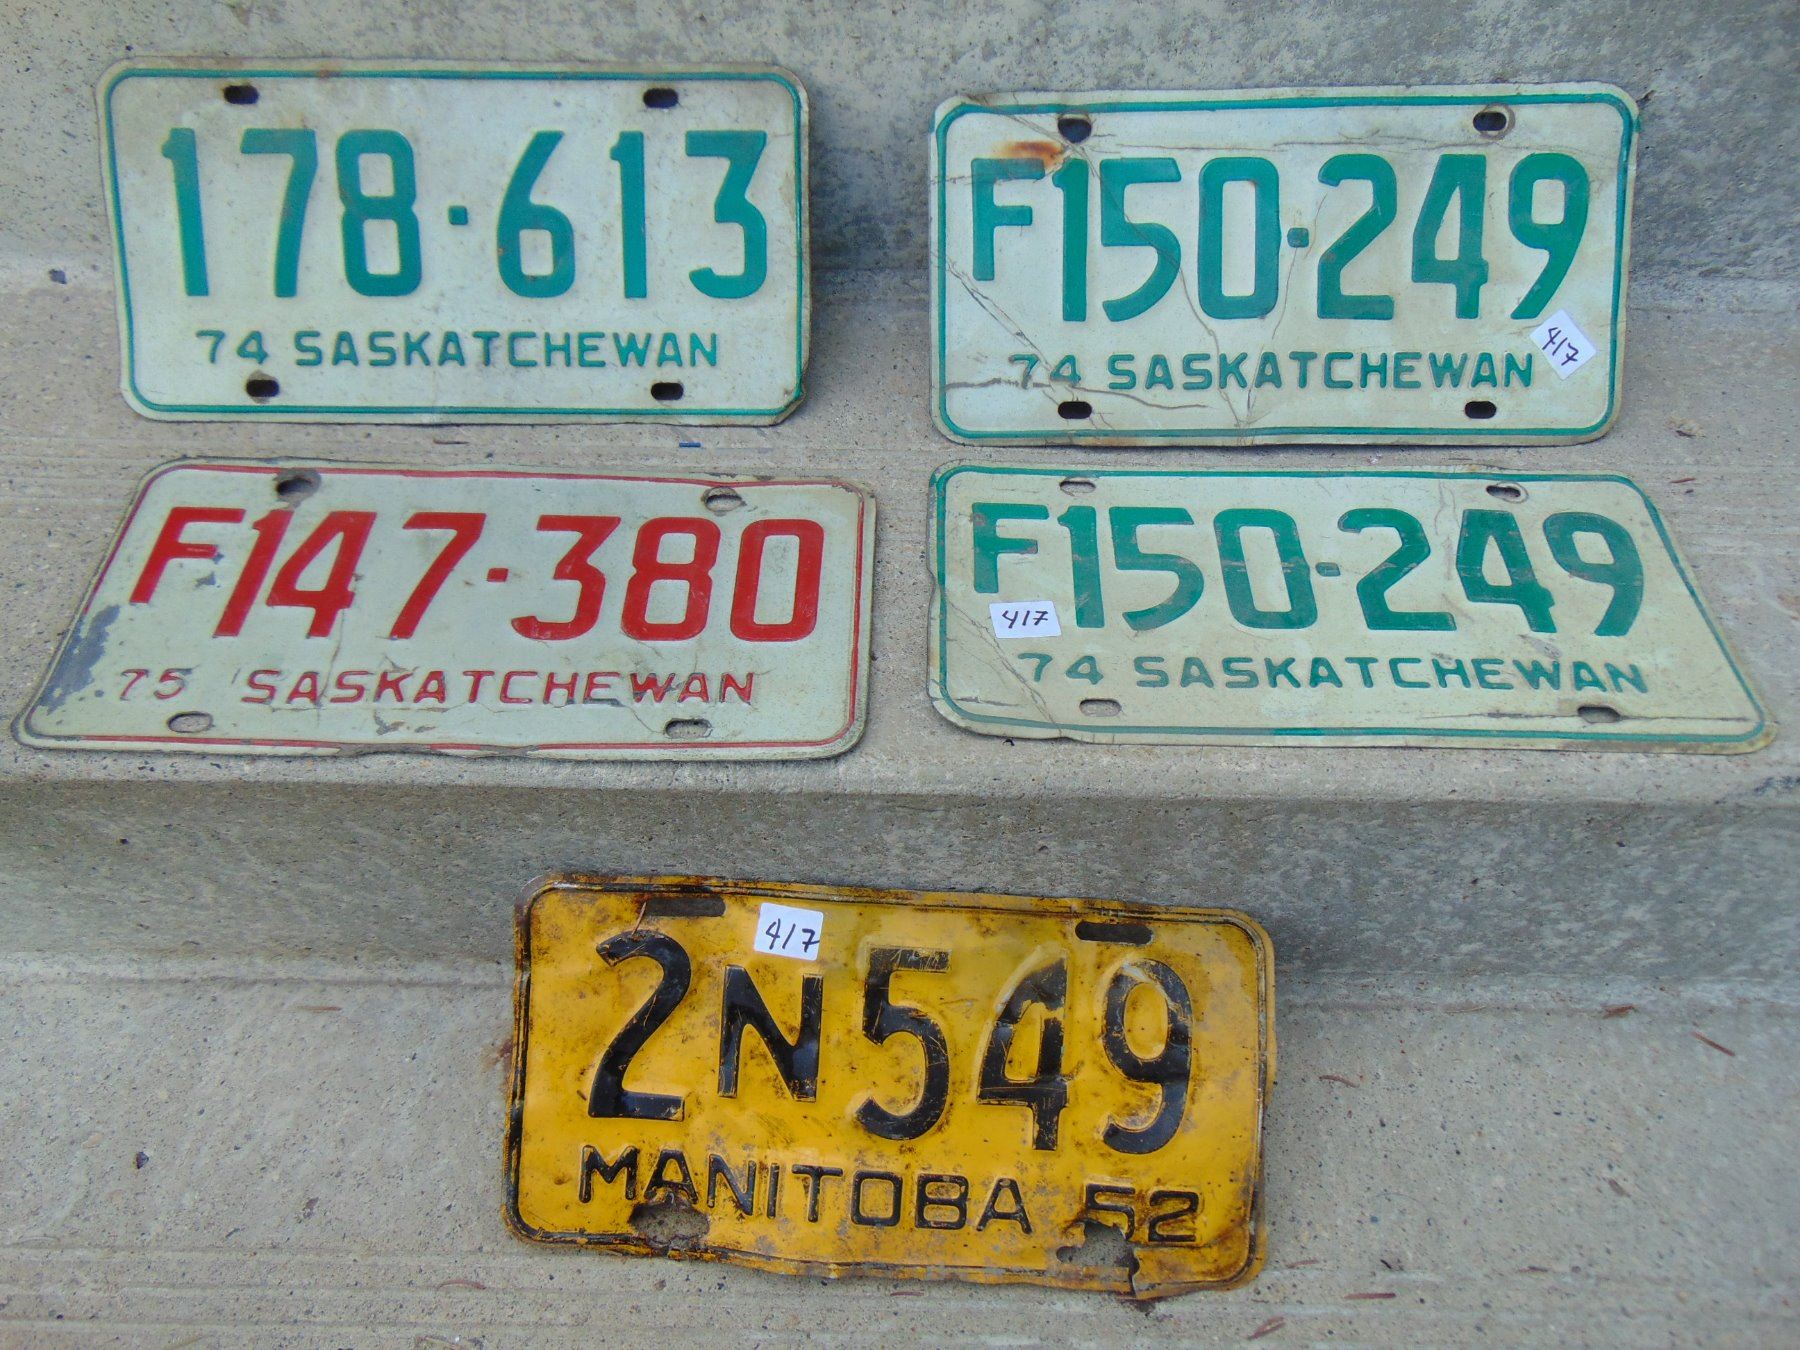 178·613
74 SASKATCHEWAN
F150·249
417
74 SASKATCHEWAN
F147·380
75 SASKATCHEWAN
F150·249
417
74 SASKATCHEWAN
417
2N549
MANITOBA 52